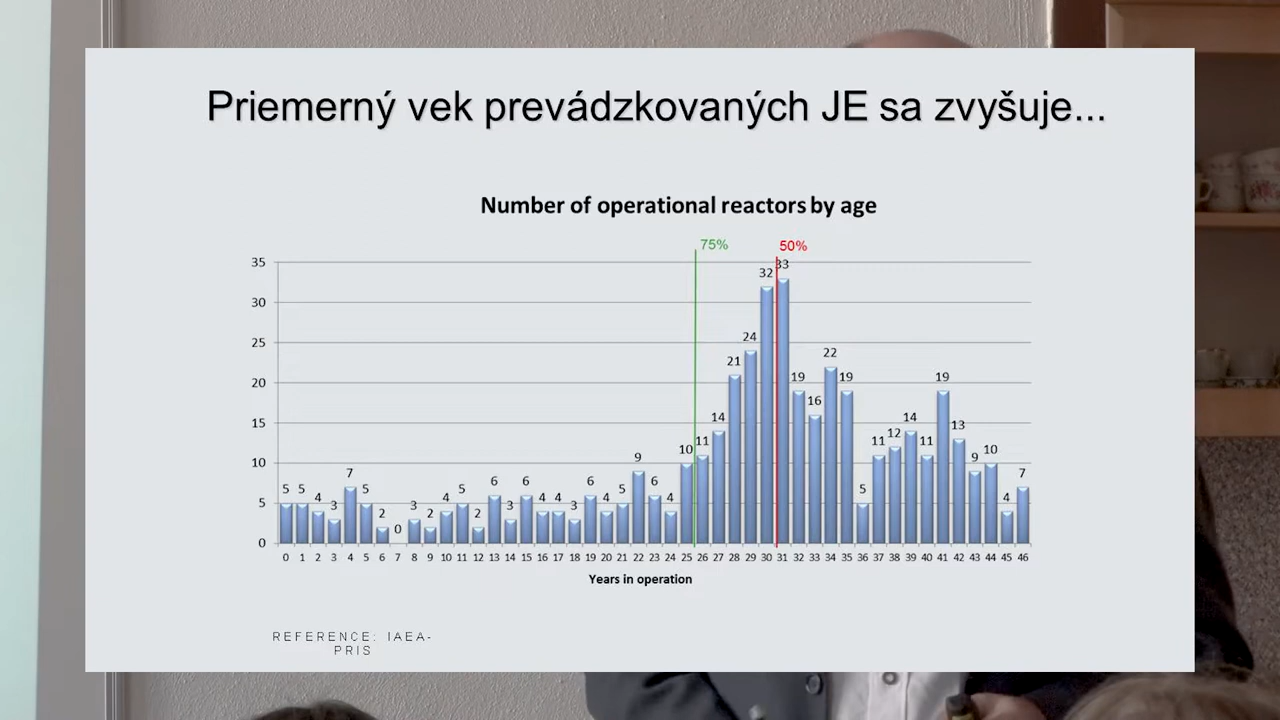 Priemerný vek prevádzkovaných JE sa zvyšuje...
Number of operational reactors by age
75% 50%
35
30
25
20
15
10
5
0
5 5 4 3 7 5 2 0 3 2 4 5 2 6 3 6 4 4 3 6 4 5 9 6 4 10 11 14 21 24 32 33 19 16 22 19 5 11 12 14 11 19 13 9 10 4 7
0 1 2 3 4 5 6 7 8 9 10 11 12 13 14 15 16 17 18 19 20 21 22 23 24 25 26 27 28 29 30 31 32 33 34 35 36 37 38 39 40 41 42 43 44 45 46
Years in operation
REFERENCE: IAEA-
PRIS